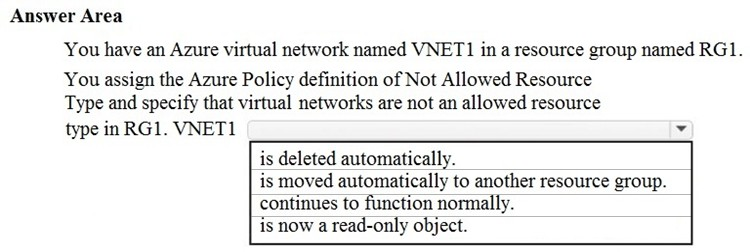 Answer Area
You have an Azure virtual network named VNET1 in a resource group named RG1.
You assign the Azure Policy definition of Not Allowed Resource
Type and specify that virtual networks are not an allowed resource
type in RG1. VNET1
is deleted automatically.
is moved automatically to another resource group.
continues to function normally.
is now a read-only object.